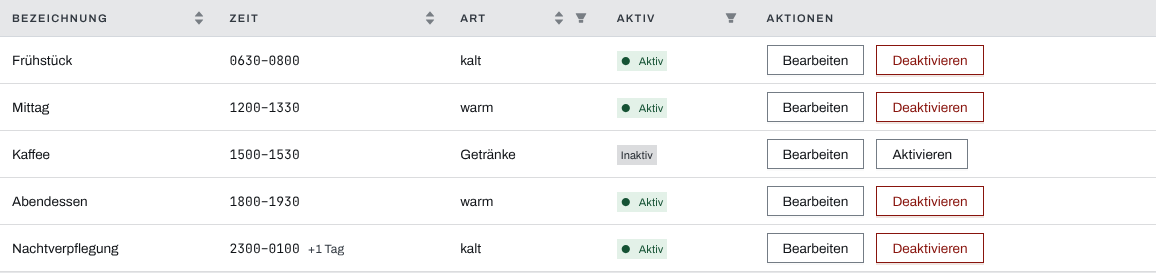 BEZEICHNUNG ZEIT ART AKTIV AKTIONEN
Frühstück 0630–0800 kalt Aktiv Bearbeiten Deaktivieren
Mittag 1200–1330 warm Aktiv Bearbeiten Deaktivieren
Kaffee 1500–1530 Getränke Inaktiv Bearbeiten Aktivieren
Abendessen 1800–1930 warm Aktiv Bearbeiten Deaktivieren
Nachtverpflegung 2300–0100 +1 Tag kalt Aktiv Bearbeiten Deaktivieren